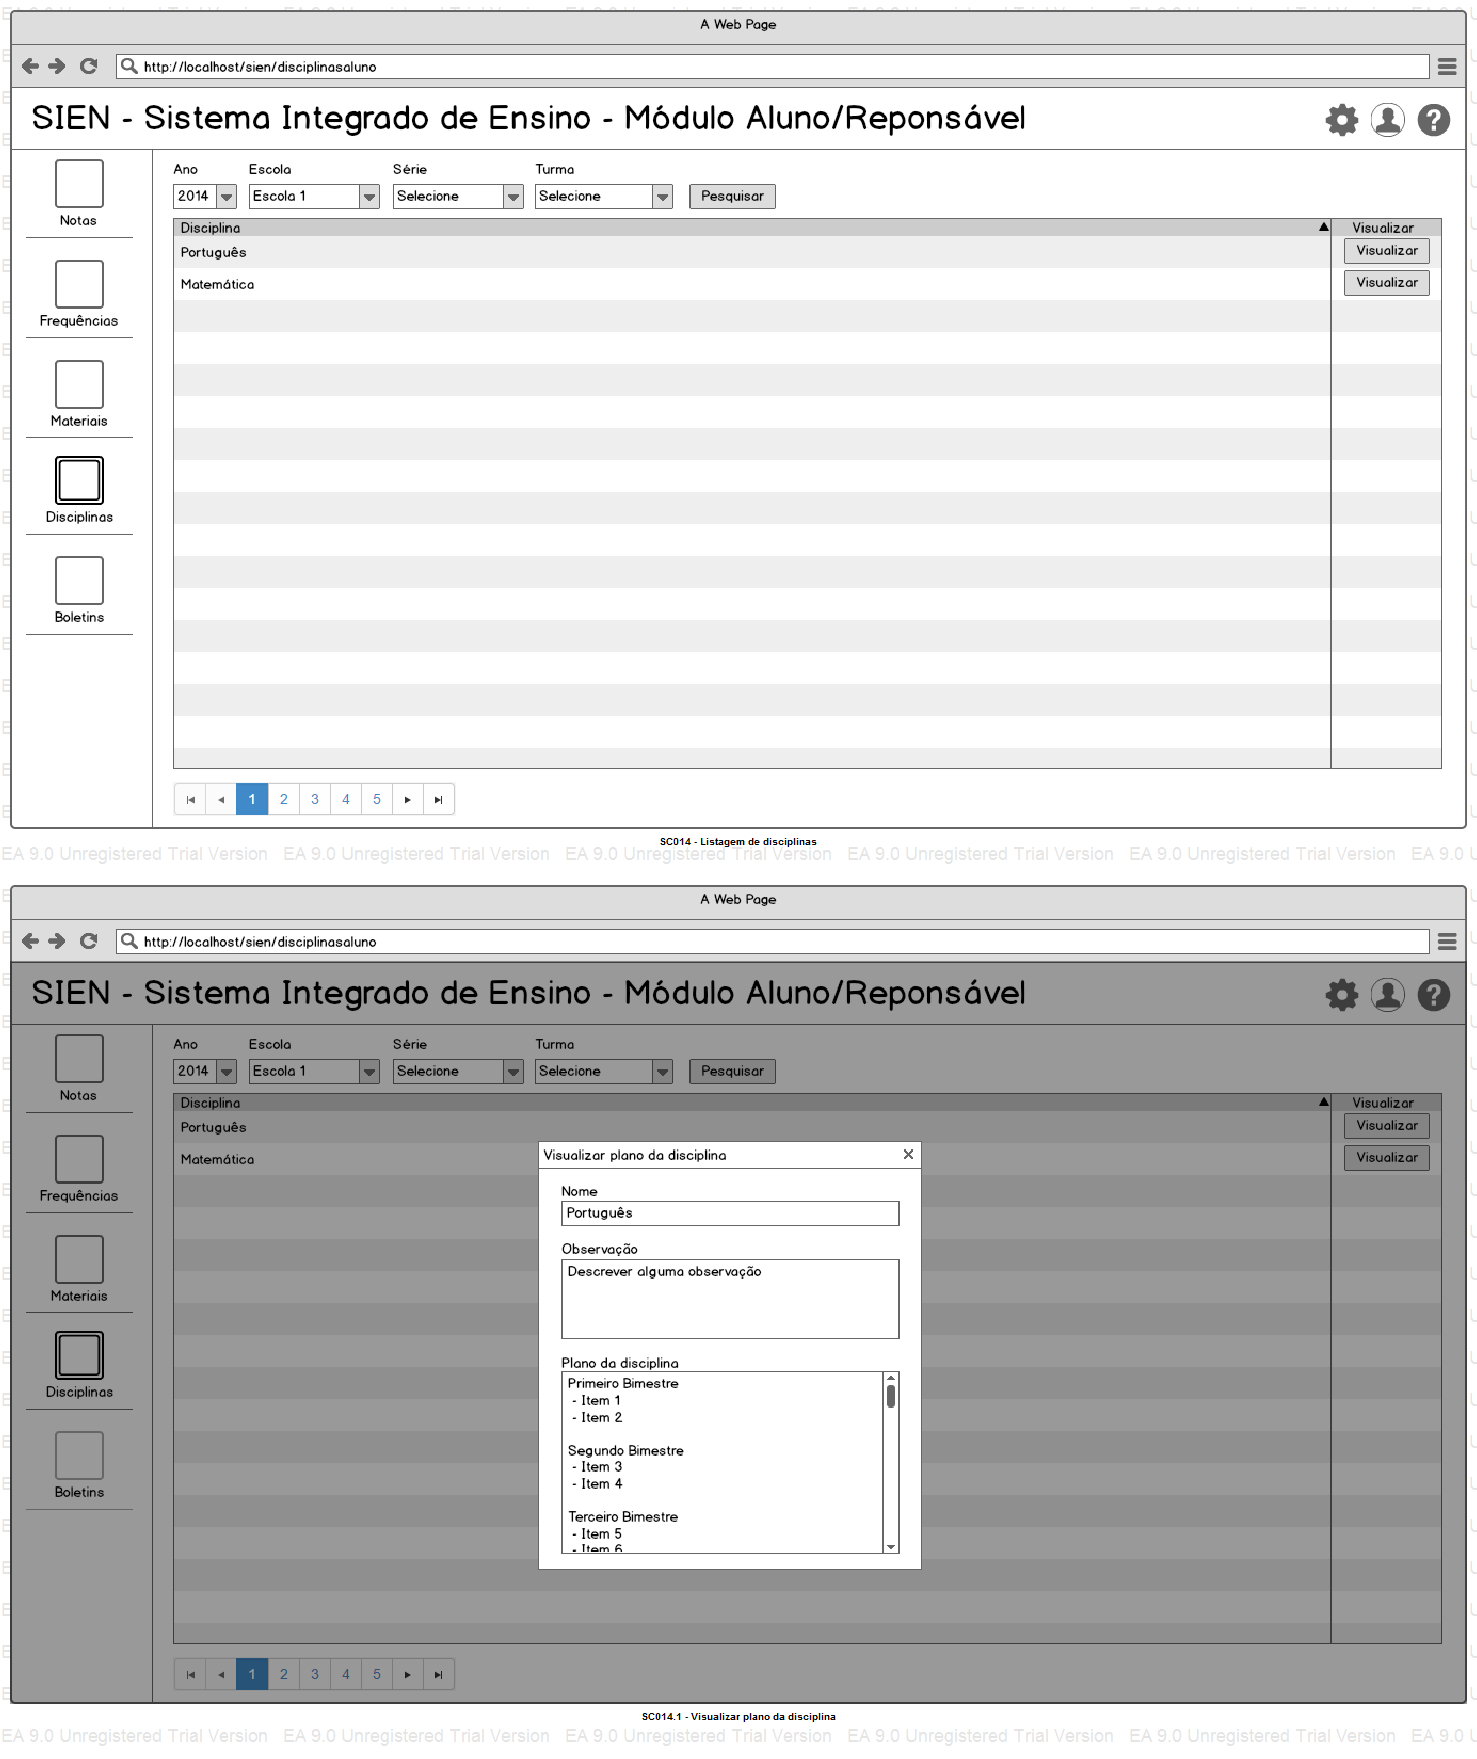 A Web Page
http://localhost/sien/disciplinasaluno
SIEN - Sistema Integrado de Ensino - Módulo Aluno/Reponsável
Ano Escola Série Turma
2014 Escola 1 Selecione Selecione Pesquisar
Notas
Frequências
Materiais
Disciplinas
Boletins
Disciplina Visualizar
Português Visualizar
Matemática Visualizar
1 2 3 4 5
SC014 - Listagem de disciplinas
EA 9.0 Unregistered Trial Version EA 9.0 Unregistered Trial Version EA 9.0 Unregistered Trial Version EA 9.0 Unregistered Trial Version EA 9.0 Unregistered Trial Version EA 9.0 U
A Web Page
http://localhost/sien/disciplinasaluno
SIEN - Sistema Integrado de Ensino - Módulo Aluno/Reponsável
Ano Escola Série Turma
2014 Escola 1 Selecione Selecione Pesquisar
Notas
Frequências
Materiais
Disciplinas
Boletins
Disciplina Visualizar
Português Visualizar
Matemática Visualizar
Visualizar plano da disciplina X
Nome
Português
Observação
Descrever alguma observação
Plano da disciplina
Primeiro Bimestre
- Item 1
- Item 2
Segundo Bimestre
- Item 3
- Item 4
Terceiro Bimestre
- Item 5
- Item 6
1 2 3 4 5
SC014.1 - Visualizar plano da disciplina
EA 9.0 Unregistered Trial Version EA 9.0 Unregistered Trial Version EA 9.0 Unregistered Trial Version EA 9.0 Unregistered Trial Version EA 9.0 Unregistered Trial Version EA 9.0 U